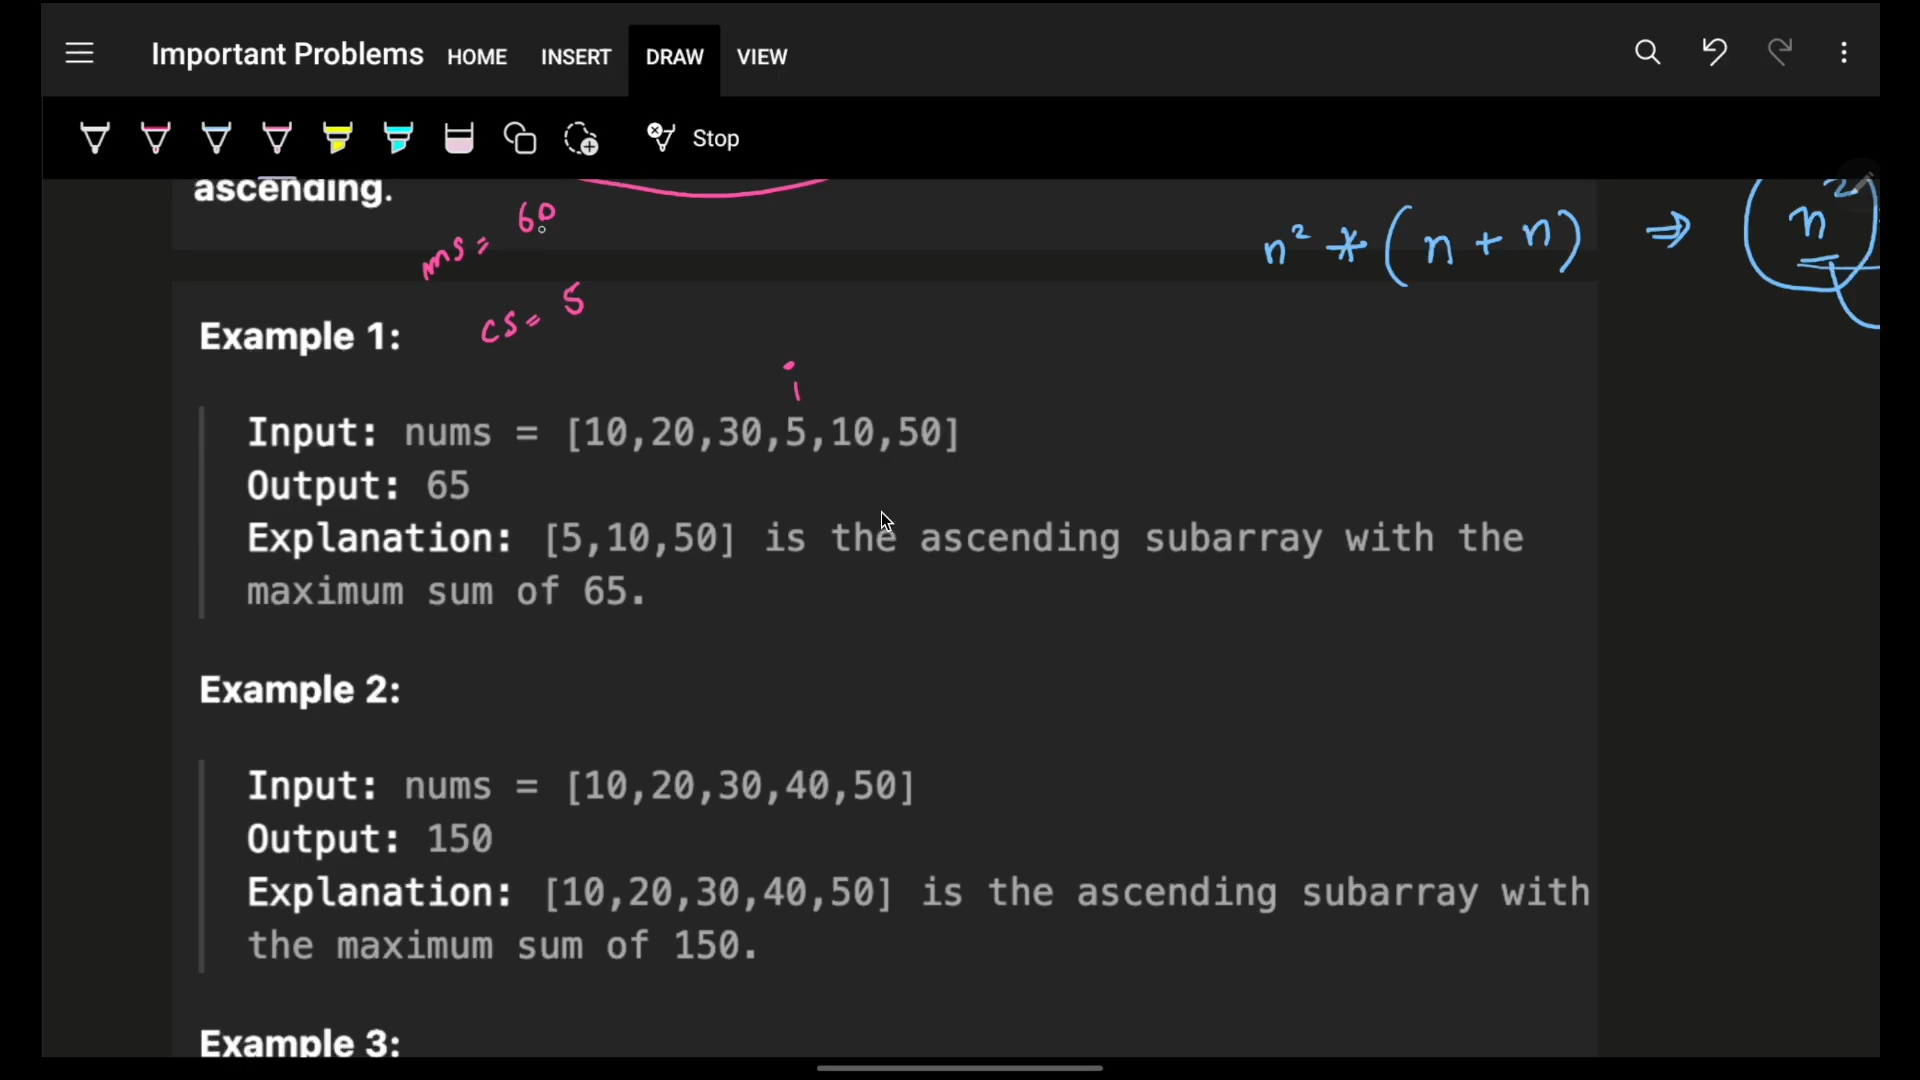 Important Problems HOME INSERT DRAW VIEW
Stop
ascending.
ms = 60
cs = 5
n² * (n + n) ⇒ n²
Example 1:
i
Input: nums = [10,20,30,5,10,50]
Output: 65
Explanation: [5,10,50] is the ascending subarray with the
maximum sum of 65.
Example 2:
Input: nums = [10,20,30,40,50]
Output: 150
Explanation: [10,20,30,40,50] is the ascending subarray with
the maximum sum of 150.
Example 3: